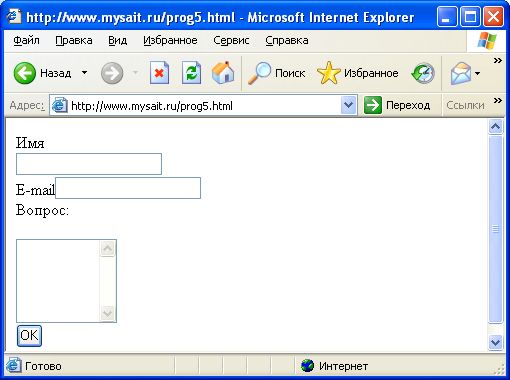 http://www.mysait.ru/prog5.html - Microsoft Internet Explorer
Файл Правка Вид Избранное Сервис Справка »
Назад Поиск Избранное »
Адрес: http://www.mysait.ru/prog5.html Переход Ссылки »
Имя
E-mail
Вопрос:
OK
Готово Интернет